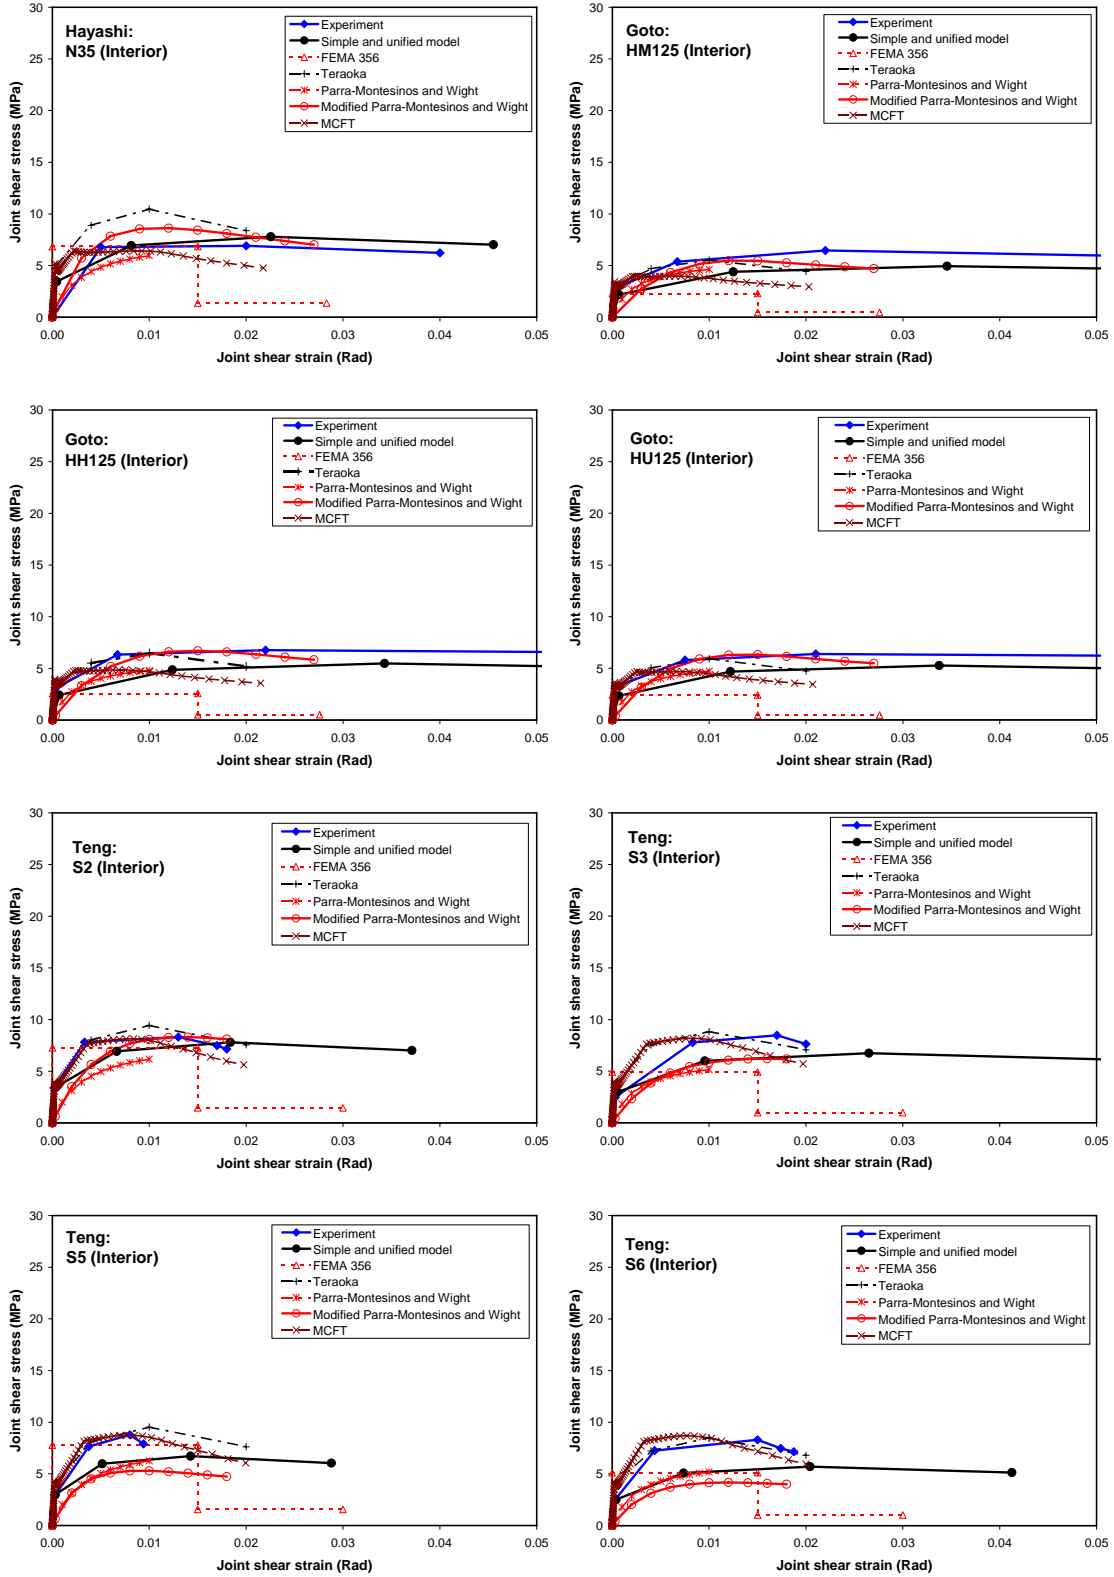 Hayashi:
N35 (Interior)
Experiment
Simple and unified model
FEMA 356
Teraoka
Parra-Montesinos and Wight
Modified Parra-Montesinos and Wight
MCFT
Joint shear stress (MPa)
30
25
20
15
10
5
0
0.00 0.01 0.02 0.03 0.04 0.05
Joint shear strain (Rad)
Goto:
HM125 (Interior)
Experiment
Simple and unified model
FEMA 356
Teraoka
Parra-Montesinos and Wight
Modified Parra-Montesinos and Wight
MCFT
Joint shear stress (MPa)
30
25
20
15
10
5
0
0.00 0.01 0.02 0.03 0.04 0.05
Joint shear strain (Rad)
Goto:
HH125 (Interior)
Experiment
Simple and unified model
FEMA 356
Teraoka
Parra-Montesinos and Wight
Modified Parra-Montesinos and Wight
MCFT
Joint shear stress (MPa)
30
25
20
15
10
5
0
0.00 0.01 0.02 0.03 0.04 0.05
Joint shear strain (Rad)
Goto:
HU125 (Interior)
Experiment
Simple and unified model
FEMA 356
Teraoka
Parra-Montesinos and Wight
Modified Parra-Montesinos and Wight
MCFT
Joint shear stress (MPa)
30
25
20
15
10
5
0
0.00 0.01 0.02 0.03 0.04 0.05
Joint shear strain (Rad)
Teng:
S2 (Interior)
Experiment
Simple and unified model
FEMA 356
Teraoka
Parra-Montesinos and Wight
Modified Parra-Montesinos and Wight
MCFT
Joint shear stress (MPa)
30
25
20
15
10
5
0
0.00 0.01 0.02 0.03 0.04 0.05
Joint shear strain (Rad)
Teng:
S3 (Interior)
Experiment
Simple and unified model
FEMA 356
Teraoka
Parra-Montesinos and Wight
Modified Parra-Montesinos and Wight
MCFT
Joint shear stress (MPa)
30
25
20
15
10
5
0
0.00 0.01 0.02 0.03 0.04 0.05
Joint shear strain (Rad)
Teng:
S5 (Interior)
Experiment
Simple and unified model
FEMA 356
Teraoka
Parra-Montesinos and Wight
Modified Parra-Montesinos and Wight
MCFT
Joint shear stress (MPa)
30
25
20
15
10
5
0
0.00 0.01 0.02 0.03 0.04 0.05
Joint shear strain (Rad)
Teng:
S6 (Interior)
Experiment
Simple and unified model
FEMA 356
Teraoka
Parra-Montesinos and Wight
Modified Parra-Montesinos and Wight
MCFT
Joint shear stress (MPa)
30
25
20
15
10
5
0
0.00 0.01 0.02 0.03 0.04 0.05
Joint shear strain (Rad)